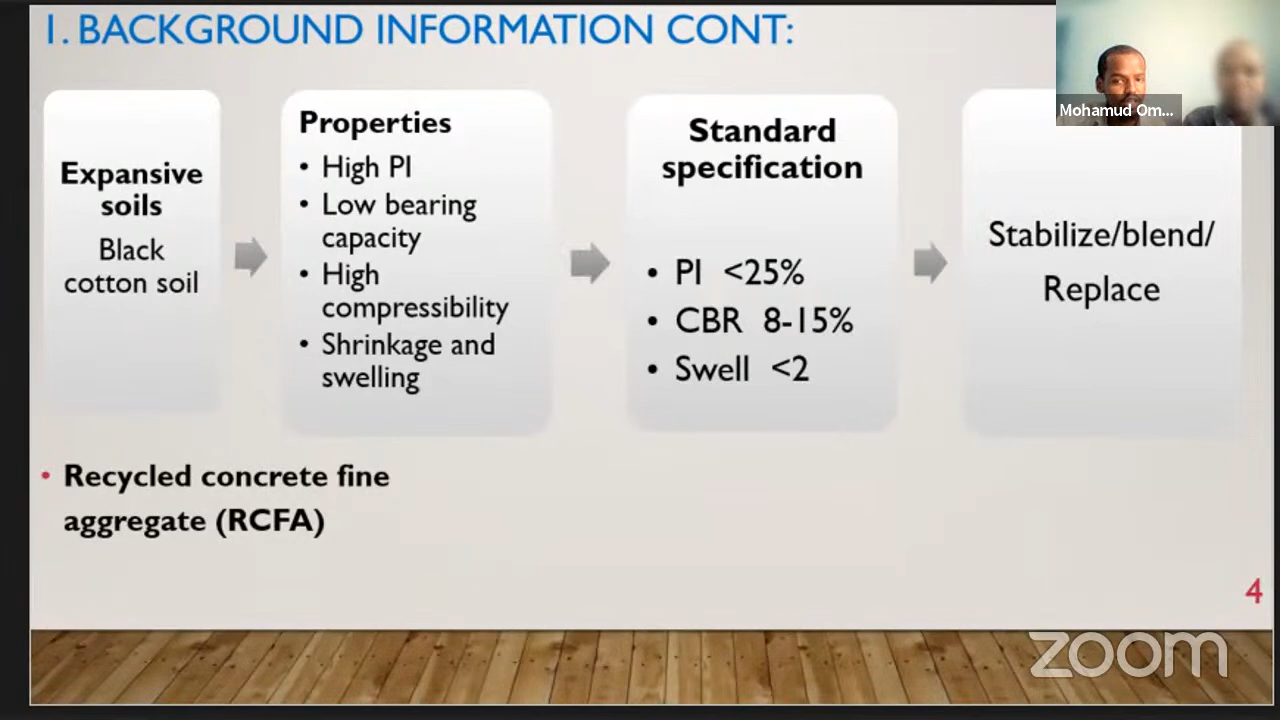 1. BACKGROUND INFORMATION CONT:
Mohamud Om...
Expansive
soils
Black
cotton soil
Properties
• High PI
• Low bearing
capacity
• High
compressibility
• Shrinkage and
swelling
Standard
specification
• PI <25%
• CBR 8-15%
• Swell <2
Stabilize/blend/
Replace
• Recycled concrete fine
aggregate (RCFA)
4
zoom